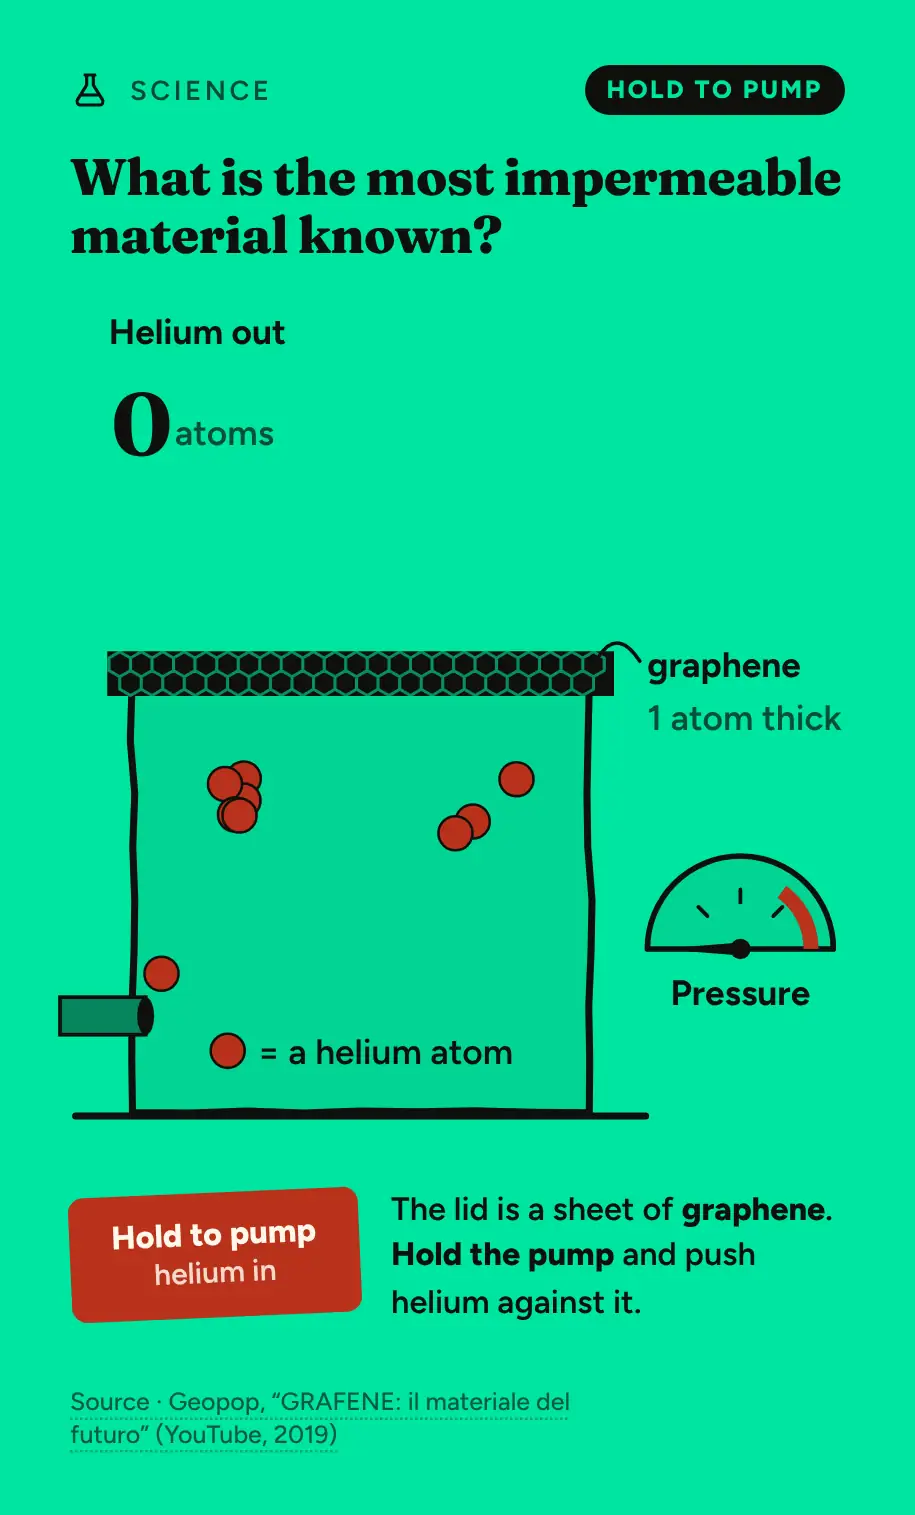 SCIENCE
HOLD TO PUMP
What is the most impermeable
material known?
Helium out
0 atoms
graphene
1 atom thick
Pressure
= a helium atom
Hold to pump
helium in
The lid is a sheet of graphene.
Hold the pump and push
helium against it.
Source · Geopop, “GRAFENE: il materiale del
futuro” (YouTube, 2019)